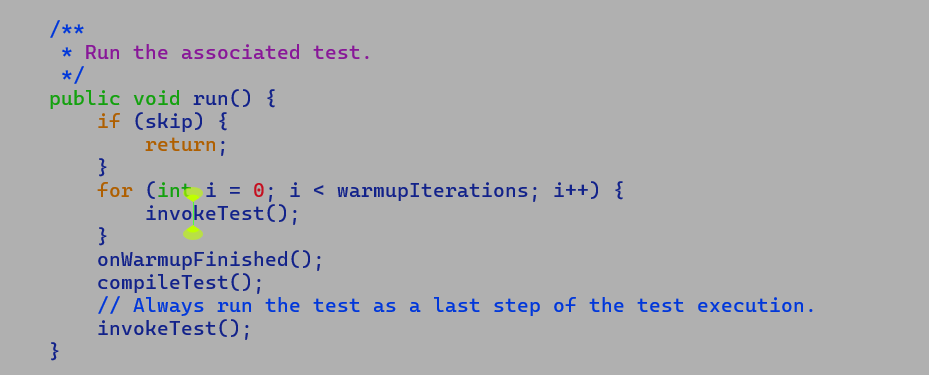 /**
 * Run the associated test.
 */
public void run() {
    if (skip) {
        return;
    }
    for (int i = 0; i < warmupIterations; i++) {
        invokeTest();
    }
    onWarmupFinished();
    compileTest();
    // Always run the test as a last step of the test execution.
    invokeTest();
}